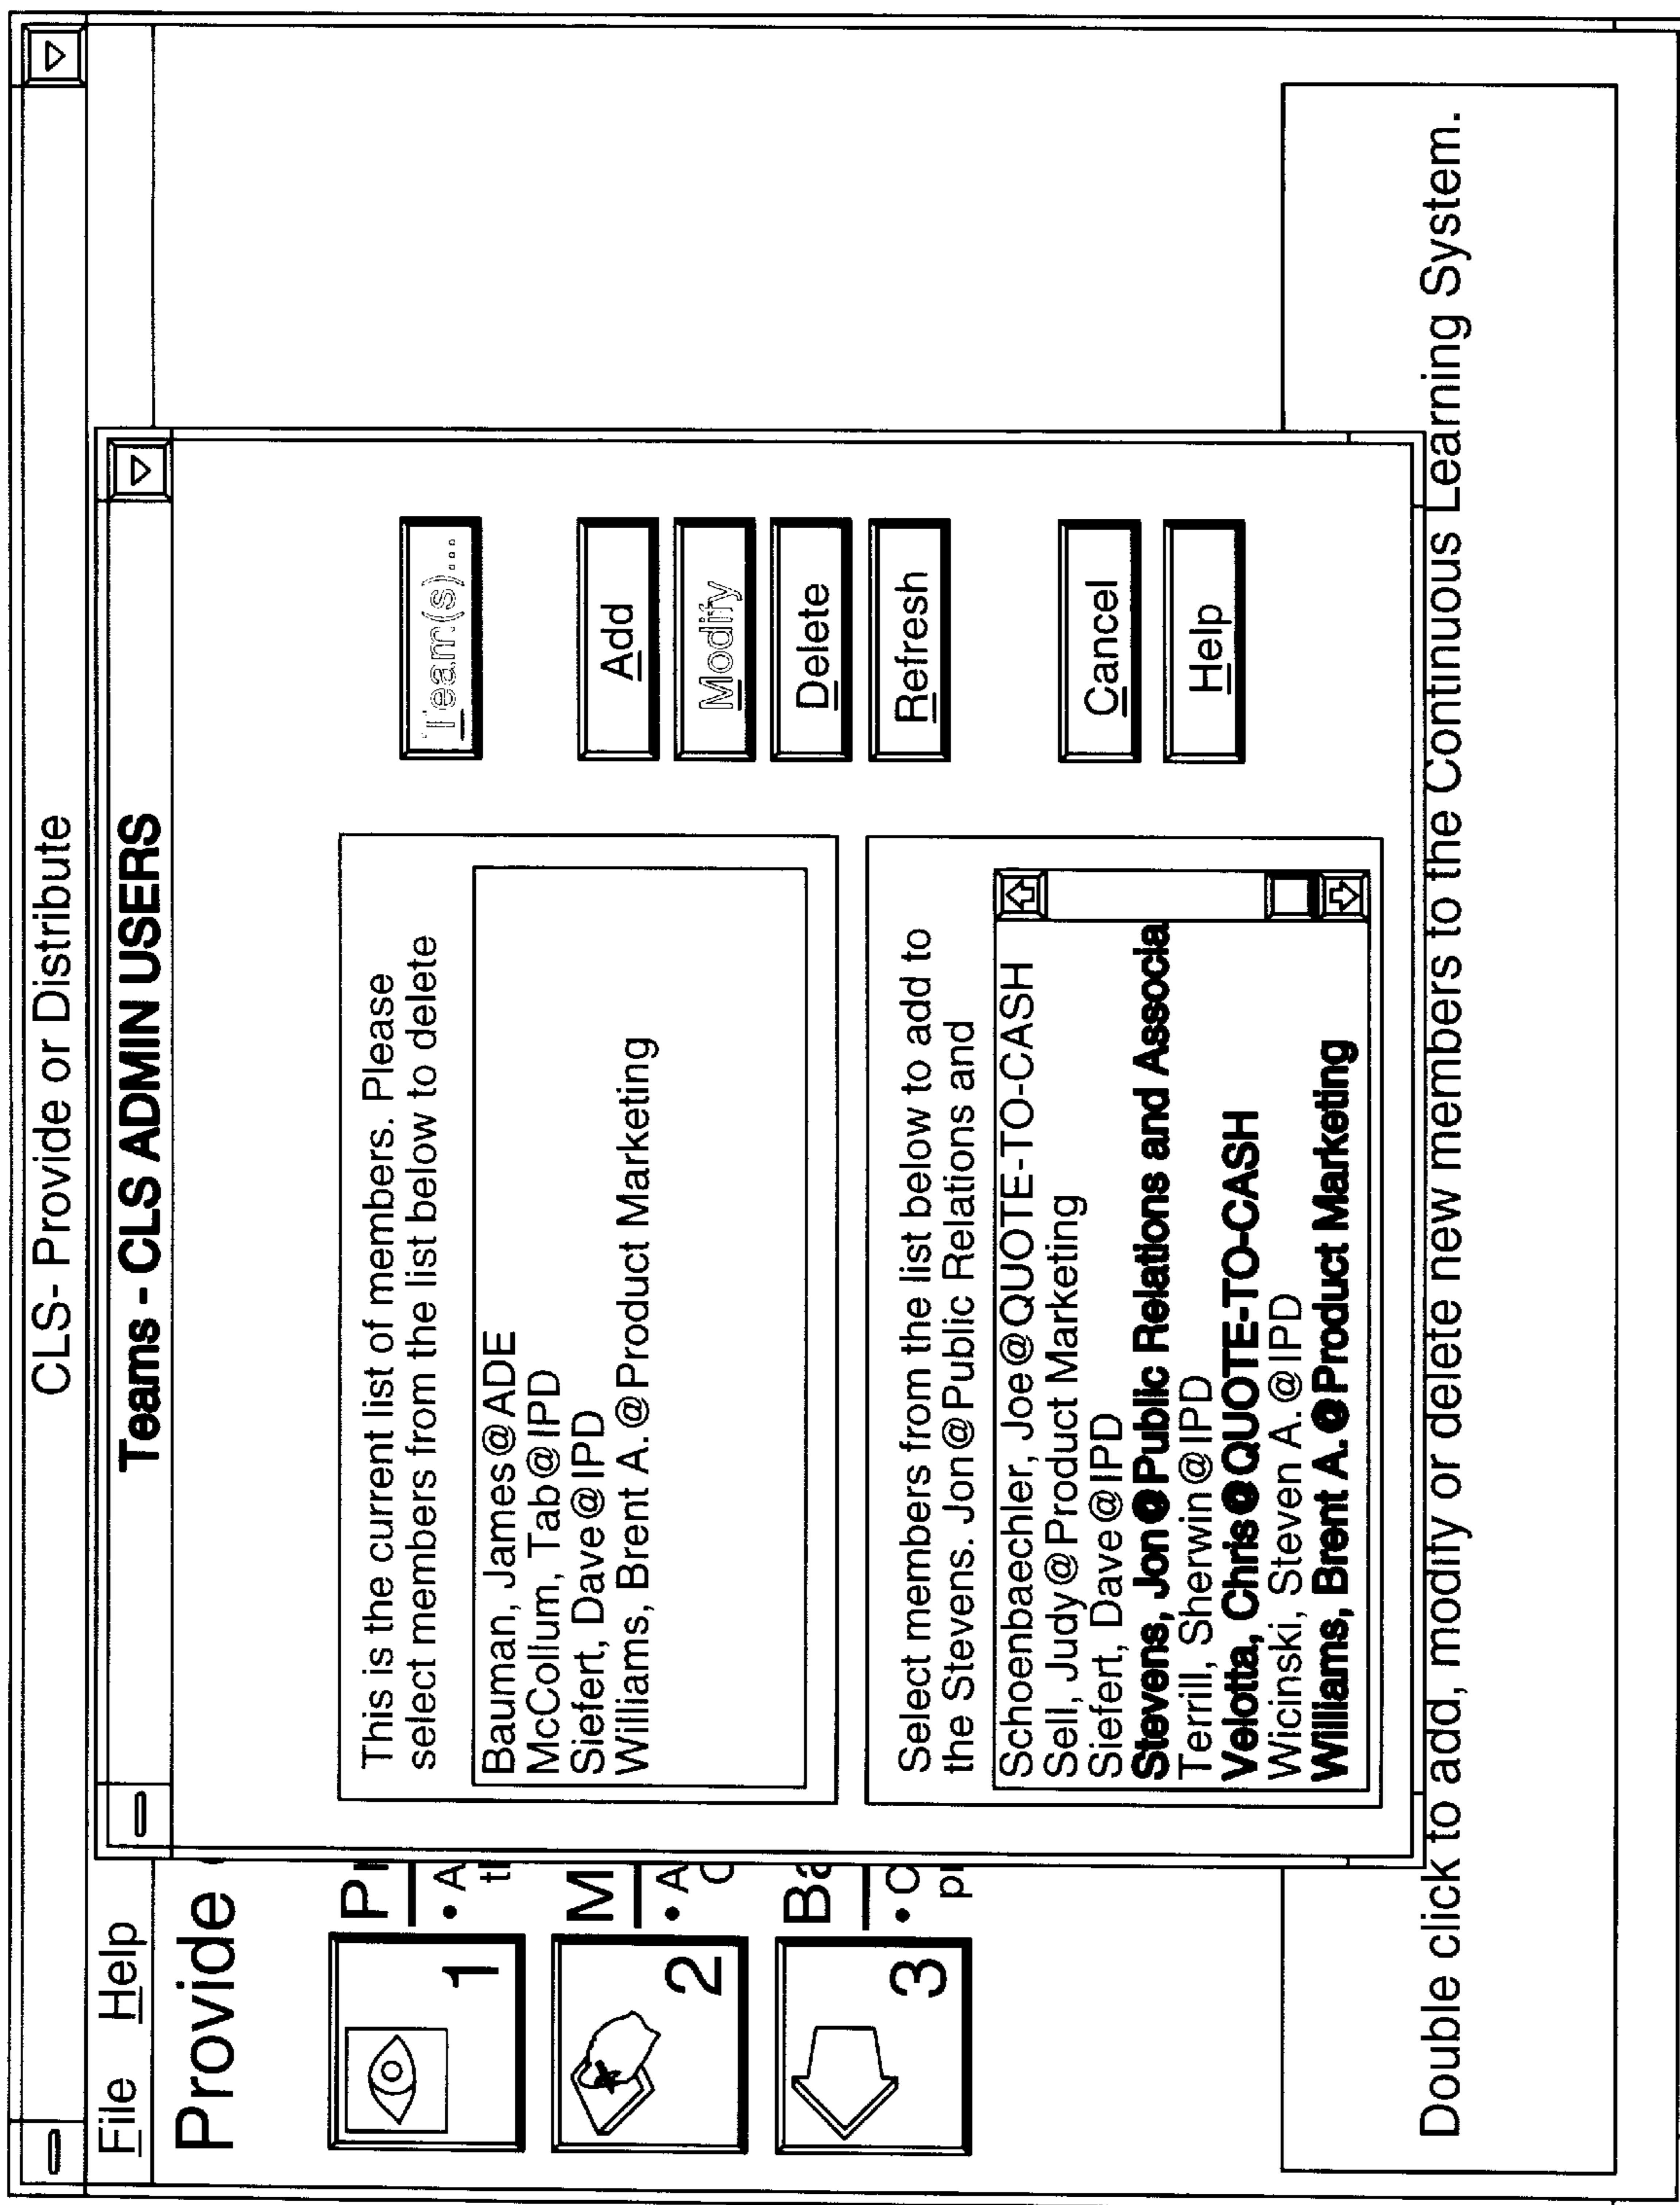 CLS- Provide or Distribute
File Help
Provide
1
2
3
Teams - CLS ADMIN USERS
This is the current list of members. Please
select members from the list below to delete
Bauman, James@ADE
McCollum, Tab@IPD
Siefert, Dave@IPD
Williams, Brent A.@Product Marketing
Select members from the list below to add to
the Stevens. Jon@Public Relations and
Schoenbaechler, Joe@QUOTE-TO-CASH
Sell, Judy@Product Marketing
Siefert, Dave@IPD
Stevens, Jon@Public Relations and Associa
Terrill, Sherwin@IPD
Velotta, Chris@QUOTE-TO-CASH
Wicinski, Steven A.@IPD
Williams, Brent A.@Product Marketing
Team(s)...
Add
Modify
Delete
Refresh
Cancel
Help
Double click to add, modify or delete new members to the Continuous Learning System.